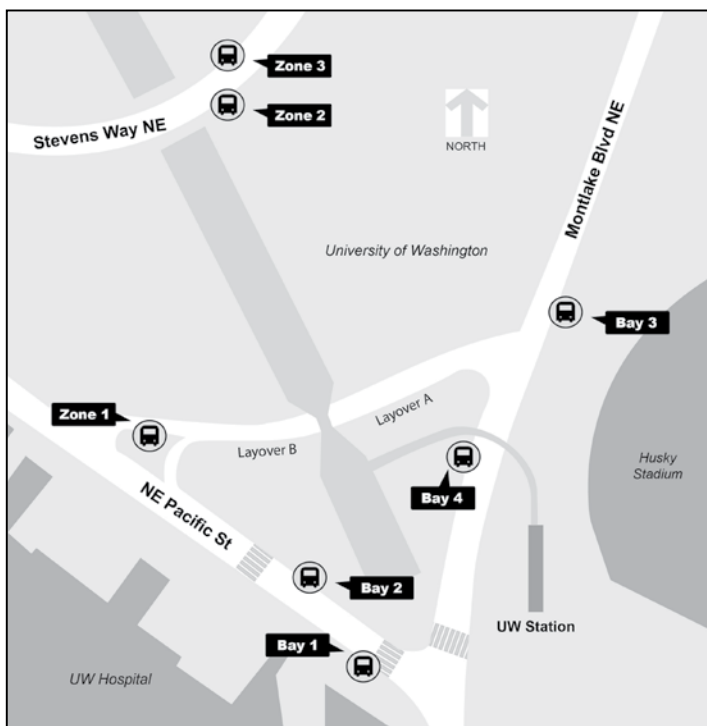 Zone 3
Zone 2
Stevens Way NE
NORTH
Montlake Blvd NE
University of Washington
Bay 3
Layover A
Zone 1
Layover B
Husky
Stadium
Bay 4
NE Pacific St
Bay 2
UW Station
Bay 1
UW Hospital